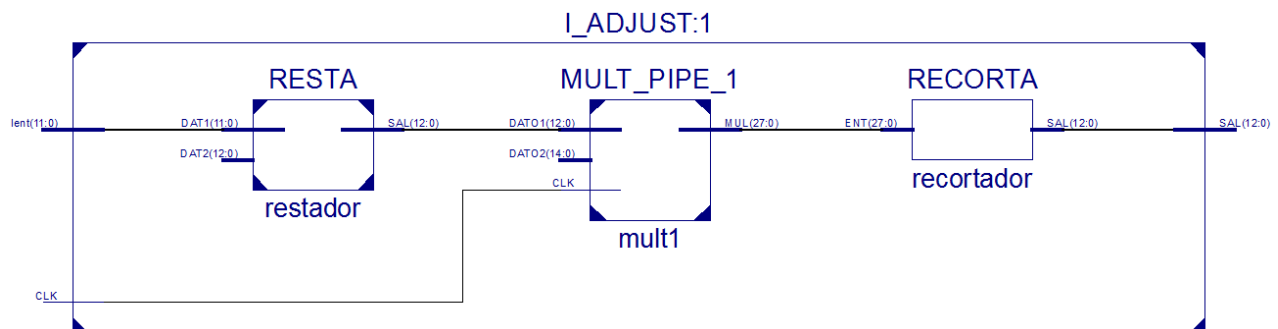 I_ADJUST:1
RESTA
MULT_PIPE_1
RECORTA
Ient(11:0)
DAT1(11:0)
SAL(12:0)
DATO1(12:0)
MUL(27:0)
ENT(27:0)
SAL(12:0)
SAL(12:0)
DAT2(12:0)
DATO2(14:0)
CLK
restador
mult1
recortador
CLK